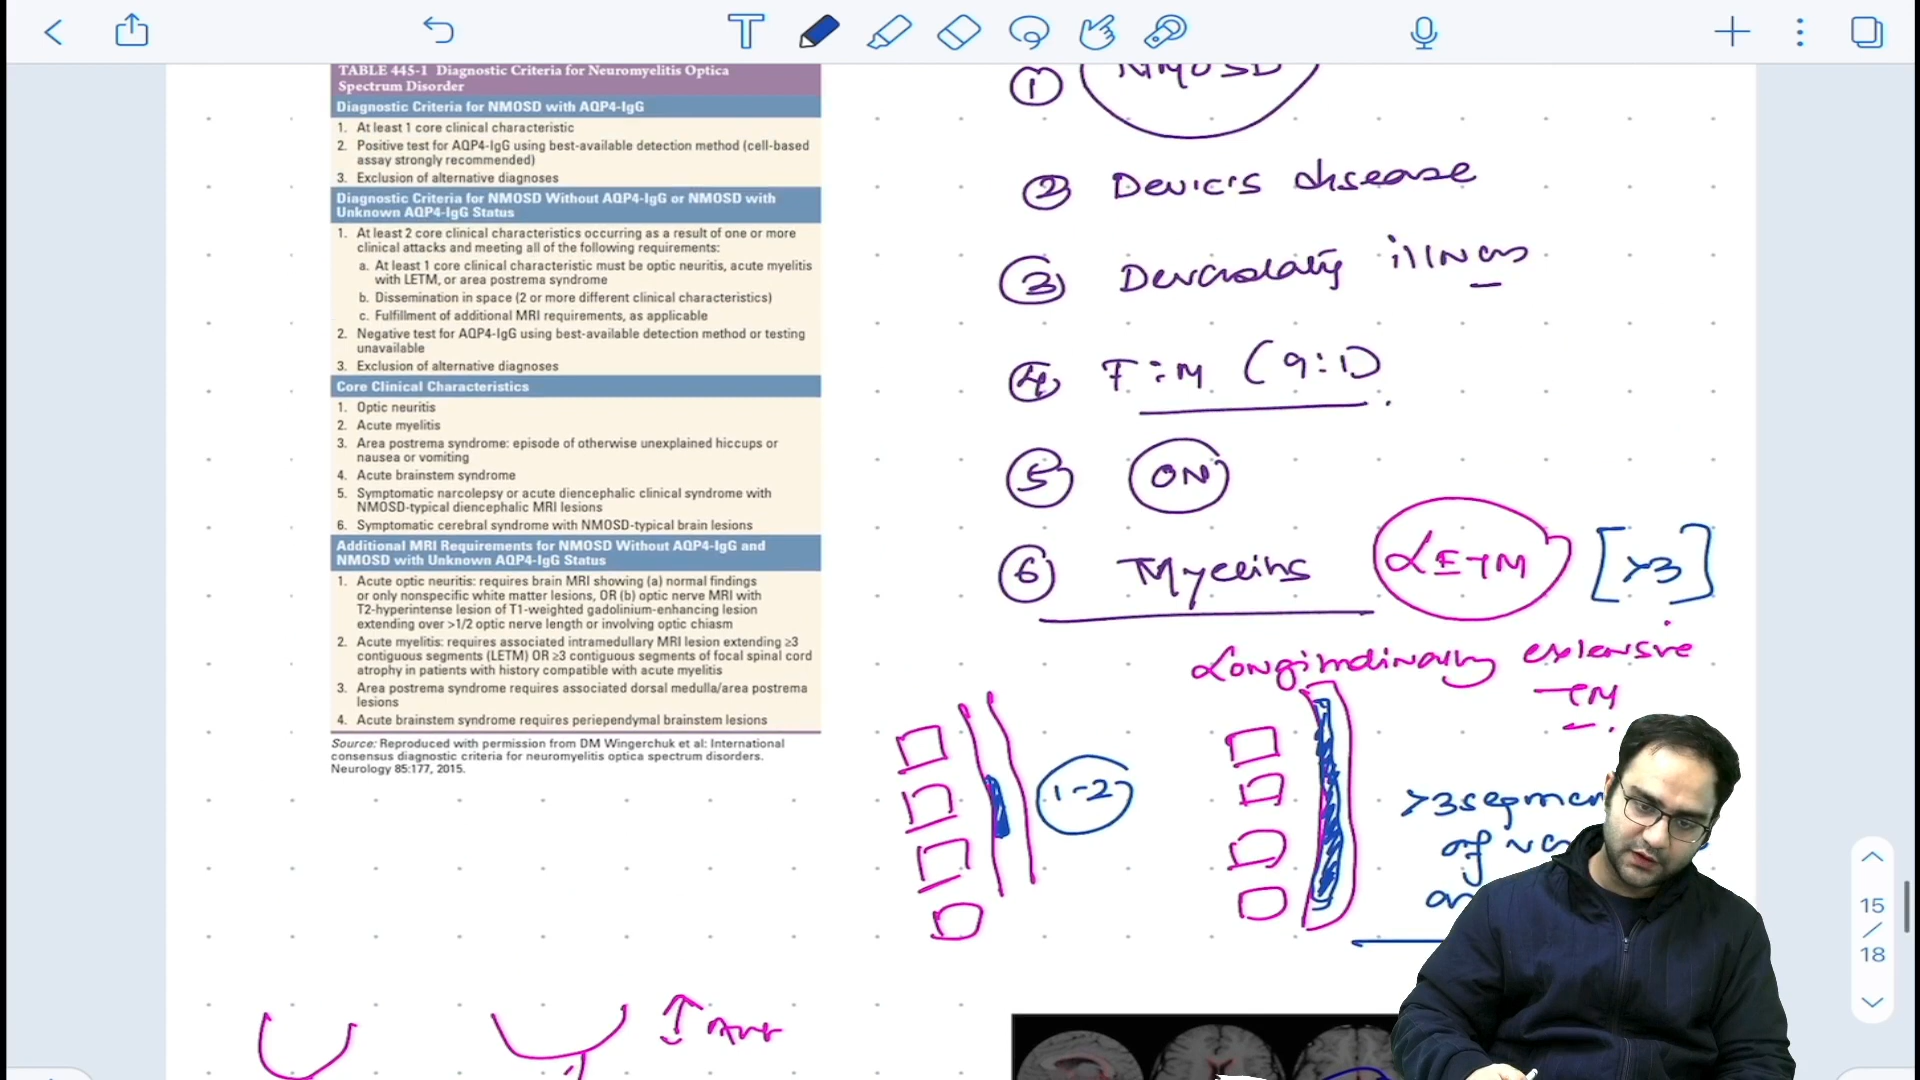 TABLE 445-1 Diagnostic Criteria for Neuromyelitis Optica
Spectrum Disorder
Diagnostic Criteria for NMOSD with AQP4-IgG
1. At least 1 core clinical characteristic
2. Positive test for AQP4-IgG using best-available detection method (cell-based
assay strongly recommended)
3. Exclusion of alternative diagnoses
Diagnostic Criteria for NMOSD Without AQP4-IgG or NMOSD with
Unknown AQP4-IgG Status
1. At least 2 core clinical characteristics occurring as a result of one or more
clinical attacks and meeting all of the following requirements:
a. At least 1 core clinical characteristic must be optic neuritis, acute myelitis
with LETM, or area postrema syndrome
b. Dissemination in space (2 or more different clinical characteristics)
c. Fulfillment of additional MRI requirements, as applicable
2. Negative test for AQP4-IgG using best-available detection method or testing
unavailable
3. Exclusion of alternative diagnoses
Core Clinical Characteristics
1. Optic neuritis
2. Acute myelitis
3. Area postrema syndrome: episode of otherwise unexplained hiccups or
nausea or vomiting
4. Acute brainstem syndrome
5. Symptomatic narcolepsy or acute diencephalic clinical syndrome with
NMOSD-typical diencephalic MRI lesions
6. Symptomatic cerebral syndrome with NMOSD-typical brain lesions
Additional MRI Requirements for NMOSD Without AQP4-IgG and
NMOSD with Unknown AQP4-IgG Status
1. Acute optic neuritis: requires brain MRI showing (a) normal findings
or only nonspecific white matter lesions, OR (b) optic nerve MRI with
T2-hyperintense lesion of T1-weighted gadolinium-enhancing lesion
extending over >1/2 optic nerve length or involving optic chiasm
2. Acute myelitis: requires associated intramedullary MRI lesion extending ≥3
contiguous segments (LETM) OR ≥3 contiguous segments of focal spinal cord
atrophy in patients with history compatible with acute myelitis
3. Area postrema syndrome requires associated dorsal medulla/area postrema
lesions
4. Acute brainstem syndrome requires periependymal brainstem lesions
Source: Reproduced with permission from DM Wingerchuk et al: International
consensus diagnostic criteria for neuromyelitis optica spectrum disorders.
Neurology 85:177, 2015.
① NMOSD
② Devic's disease
③ illness
④ F:M (9:1)
⑤ ON
⑥ LETM [>3]
Longitudinally extensive
TM
1-2
>3 segmen
of
15
/
18
T